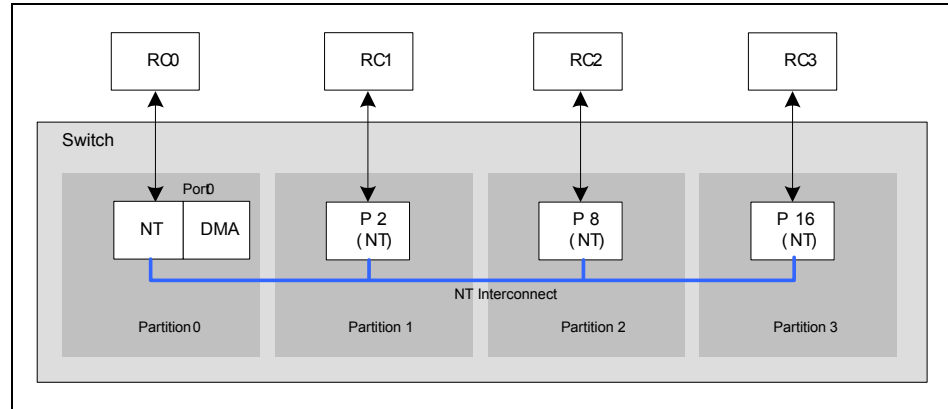 RC0
RC1
RC2
RC3
Switch
Port0
NT
DMA
P 2
(NT)
P 8
(NT)
P 16
(NT)
NT Interconnect
Partition 0
Partition 1
Partition 2
Partition 3